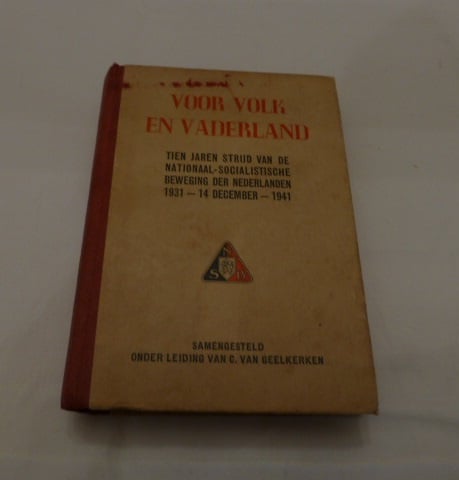 VOOR VOLK
EN VADERLAND
TIEN JAREN STRIJD VAN DE
NATIONAAL-SOCIALISTISCHE
BEWEGING DER NEDERLANDEN
1931 – 14 DECEMBER – 1941
SAMENGESTELD
ONDER LEIDING VAN C. VAN GEELKERKEN